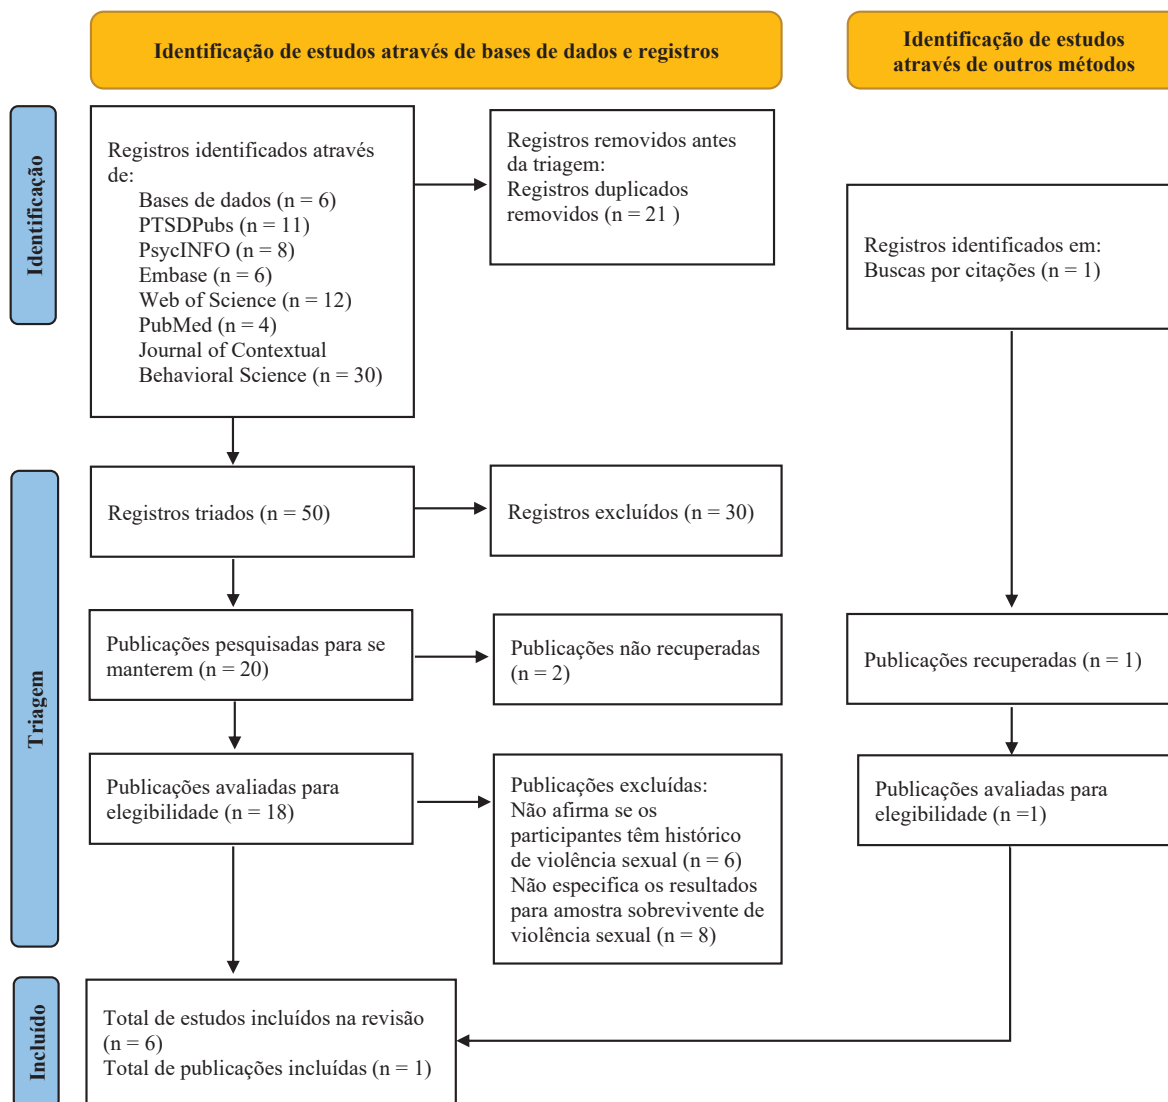 Identificação de estudos através de bases de dados e registros
Identificação de estudos
através de outros métodos
Identificação
Registros identificados através
de:
Bases de dados (n = 6)
PTSDPubs (n = 11)
PsycINFO (n = 8)
Embase (n = 6)
Web of Science (n = 12)
PubMed (n = 4)
Journal of Contextual
Behavioral Science (n = 30)
Registros removidos antes
da triagem:
Registros duplicados
removidos (n = 21 )
Registros identificados em:
Buscas por citações (n = 1)
Triagem
Registros triados (n = 50)
Registros excluídos (n = 30)
Publicações pesquisadas para se
manterem (n = 20)
Publicações não recuperadas
(n = 2)
Publicações recuperadas (n = 1)
Publicações avaliadas para
elegibilidade (n = 18)
Publicações excluídas:
Não afirma se os
participantes têm histórico
de violência sexual (n = 6)
Não especifica os resultados
para amostra sobrevivente de
violência sexual (n = 8)
Publicações avaliadas para
elegibilidade (n =1)
Incluído
Total de estudos incluídos na revisão
(n = 6)
Total de publicações incluídas (n = 1)